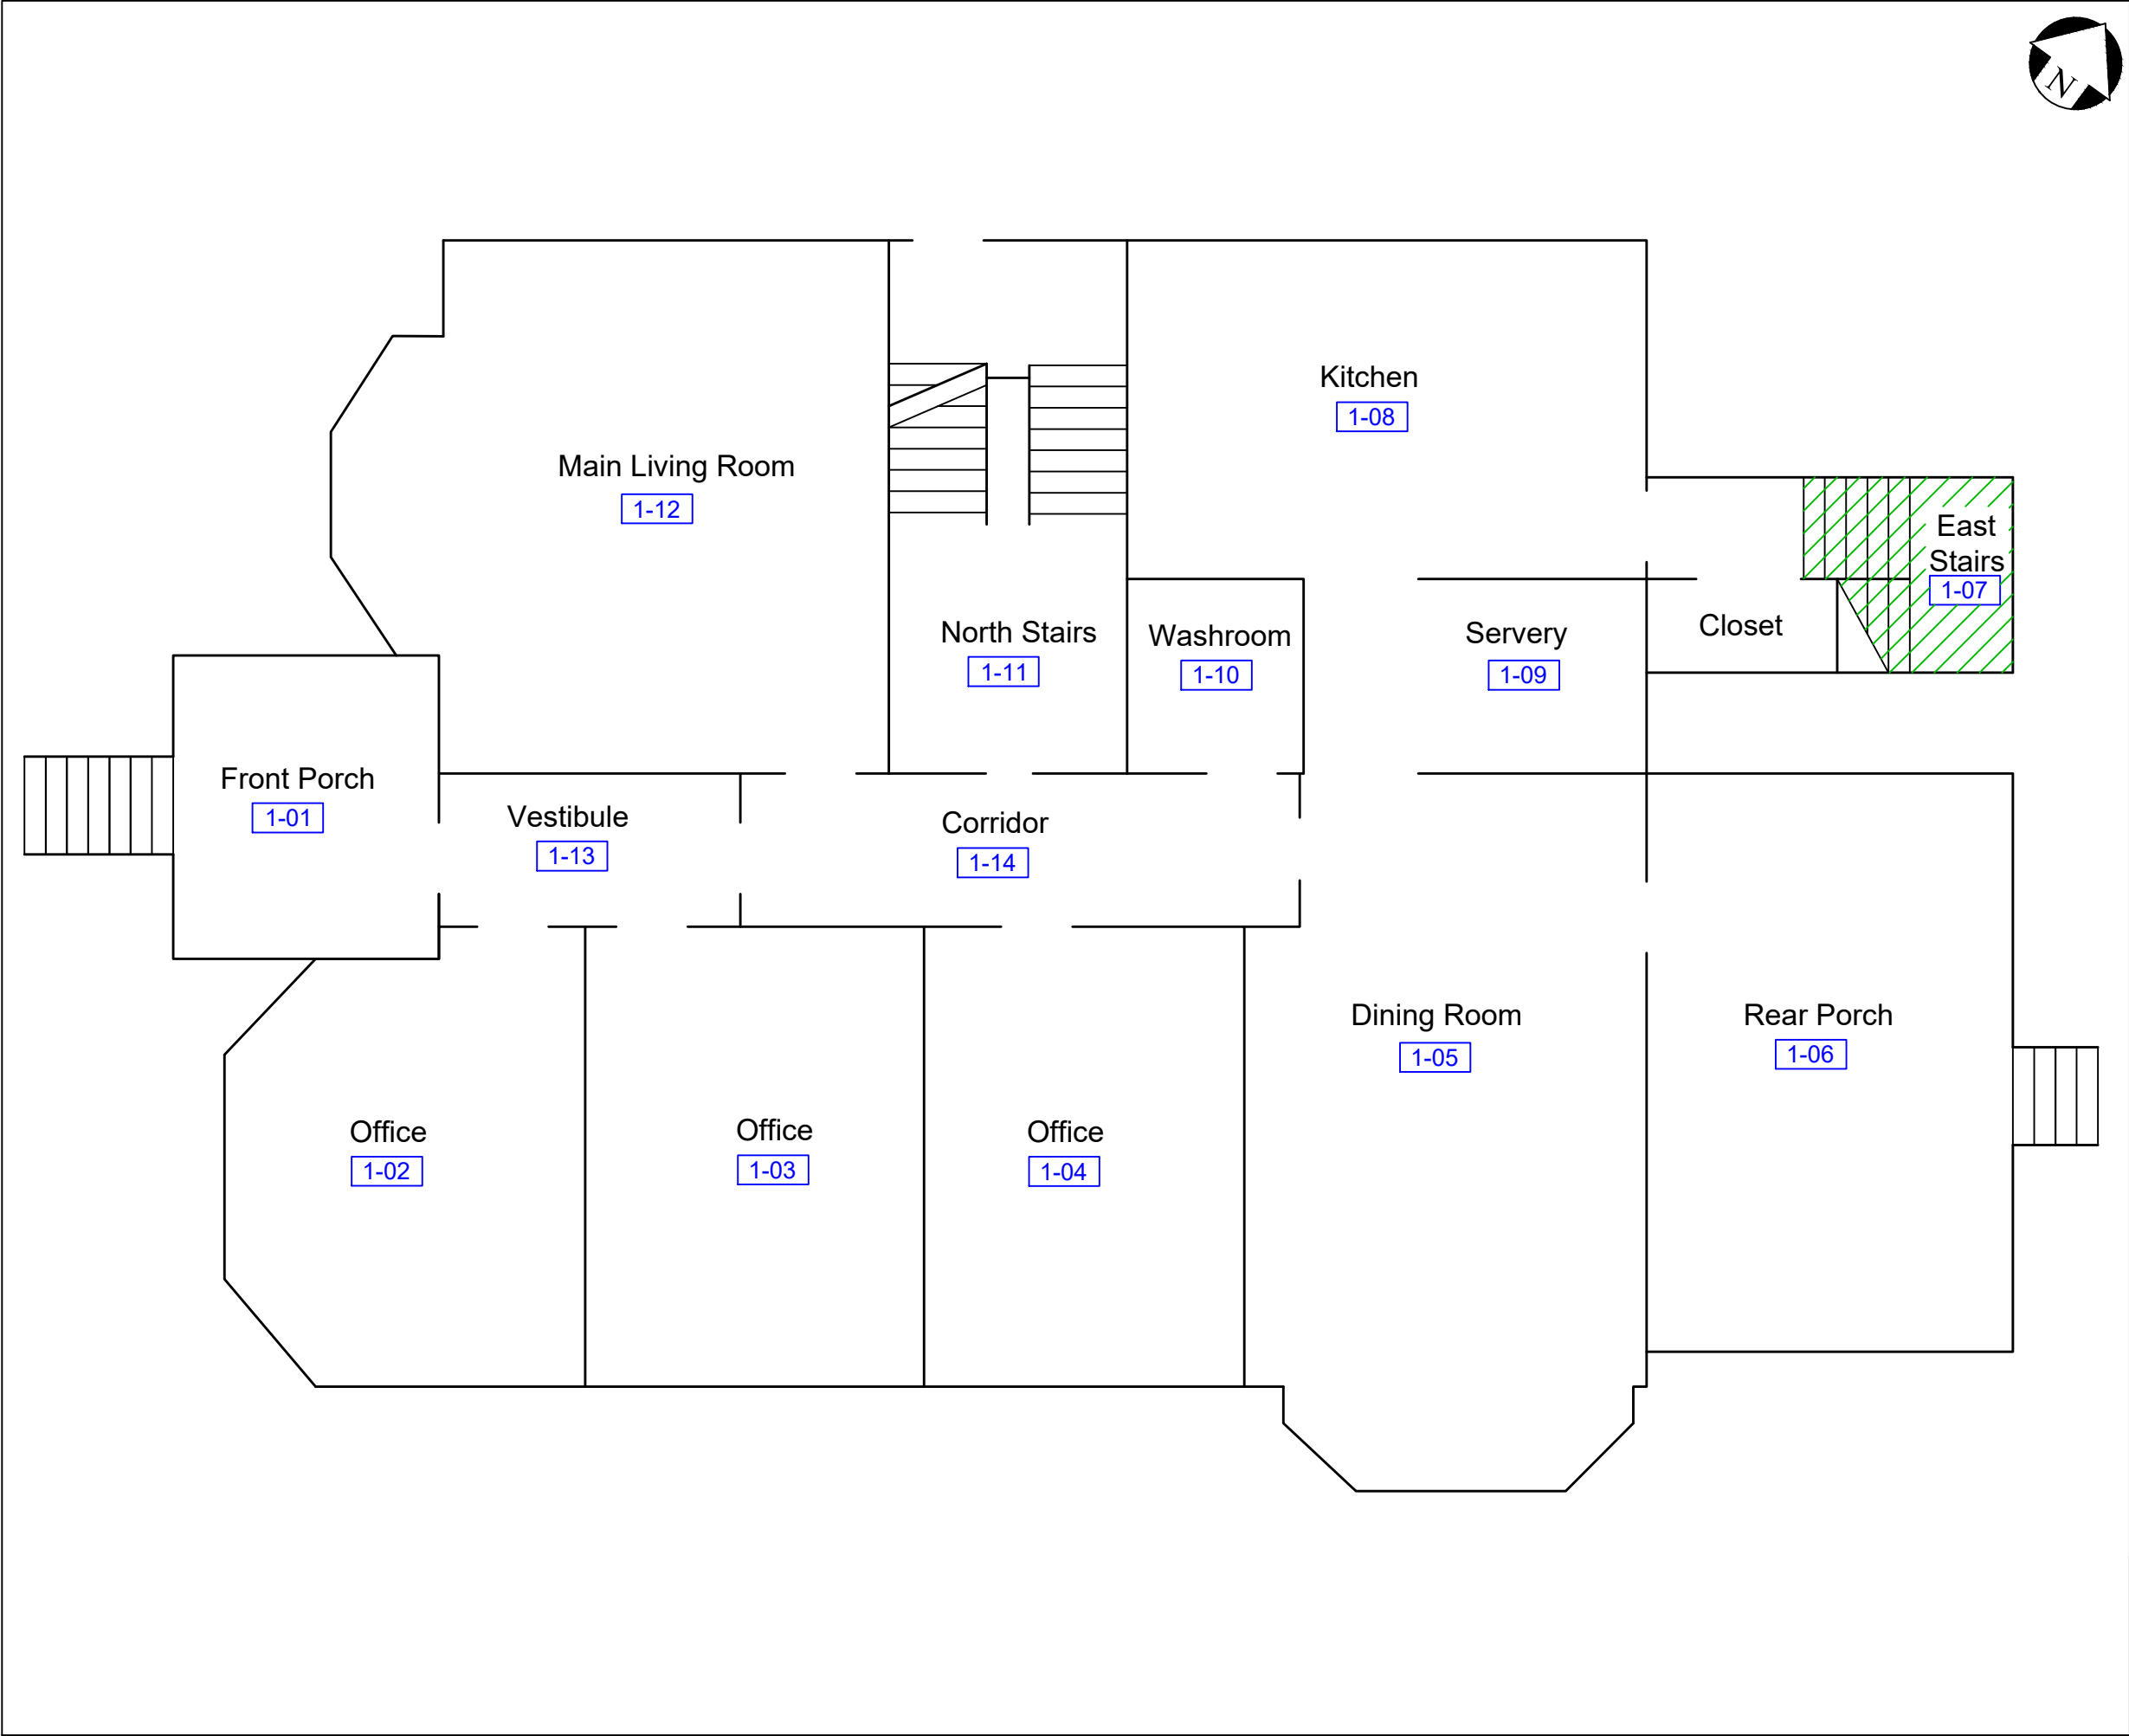 N
Kitchen
1-08
Main Living Room
1-12
East
Stairs
1-07
North Stairs
1-11
Washroom
1-10
Servery
1-09
Closet
Front Porch
1-01
Vestibule
1-13
Corridor
1-14
Dining Room
1-05
Rear Porch
1-06
Office
1-02
Office
1-03
Office
1-04